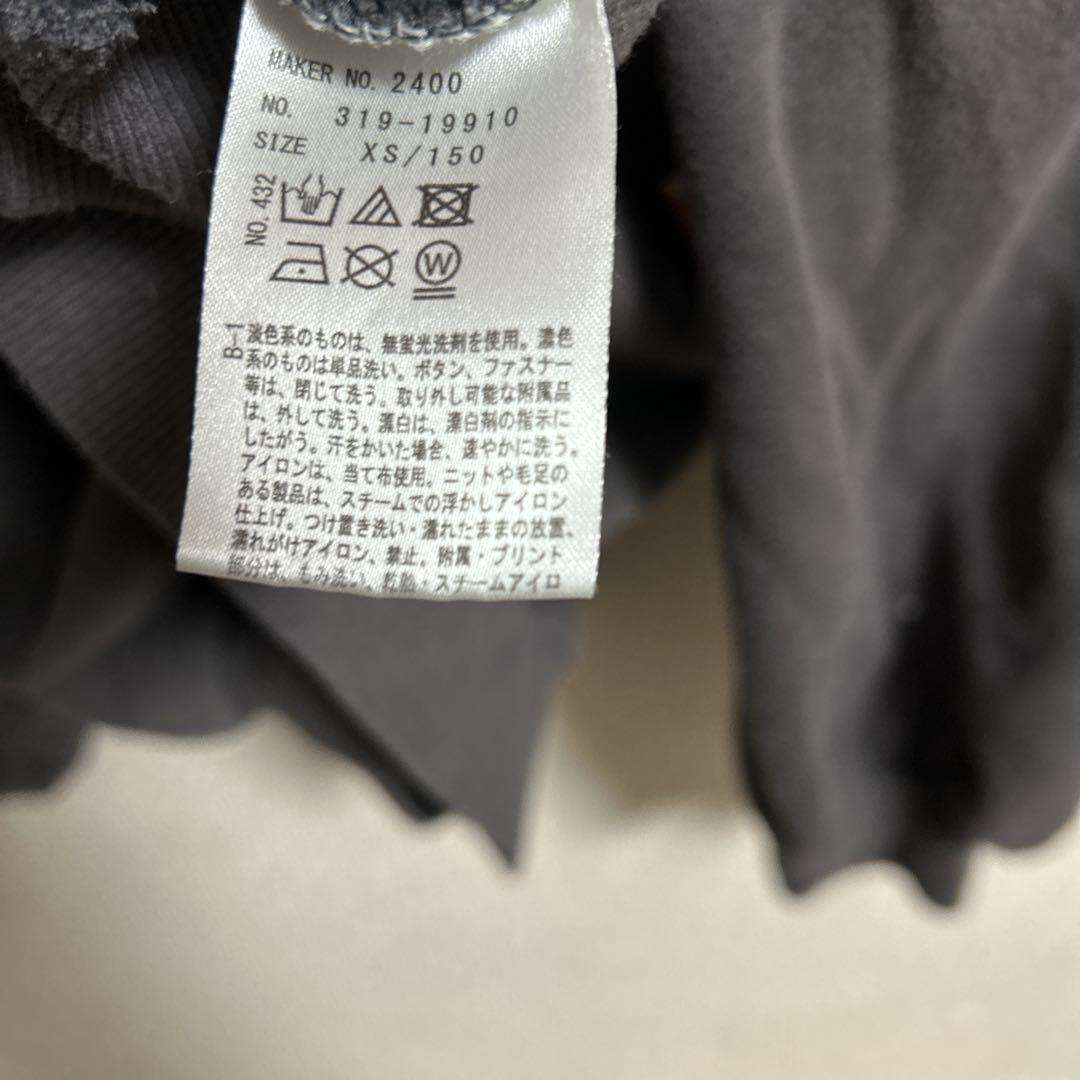 MAKER NO. 2400
NO. 319-19910
SIZE XS/150
NO. 432
W
B-1
淡色系のものは、無蛍光洗剤を使用。濃色
系のものは単品洗い。ボタン、ファスナー
等は、閉じて洗う。取り外し可能な附属品
は、外して洗う。漂白は、漂白剤の指示に
したがう。汗をかいた場合、速やかに洗う。
アイロンは、当て布使用。ニットや毛足の
ある製品は、スチームでの浮かしアイロン
仕上げ。つけ置き洗い・濡れたままの放置、
濡れがけアイロン、禁止。附属・プリント
部分は、もみ洗い、乾燥・スチームアイロ